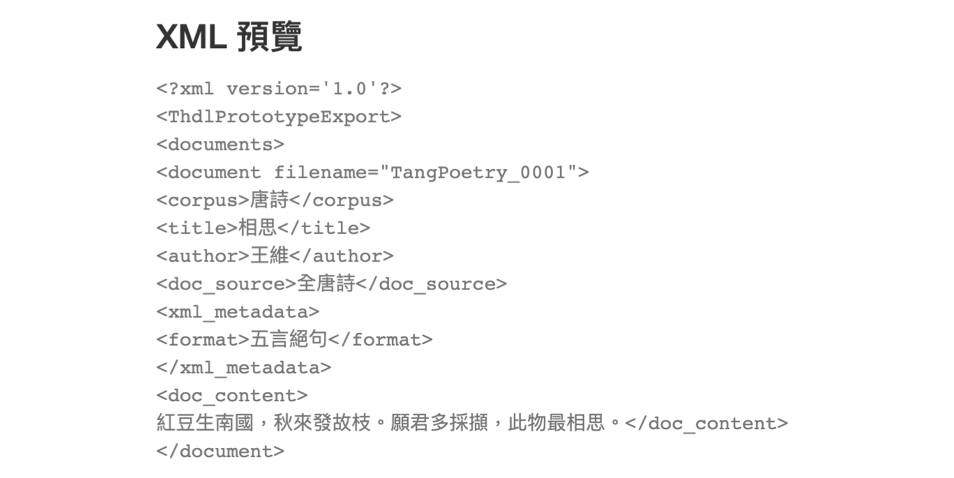 XML 預覽
<?xml version='1.0'?>
<ThdlPrototypeExport>
<documents>
<document filename="TangPoetry_0001">
<corpus>唐詩</corpus>
<title>相思</title>
<author>王維</author>
<doc_source>全唐詩</doc_source>
<xml_metadata>
<format>五言絕句</format>
</xml_metadata>
<doc_content>
紅豆生南國，秋來發故枝。願君多採擷，此物最相思。</doc_content>
</document>